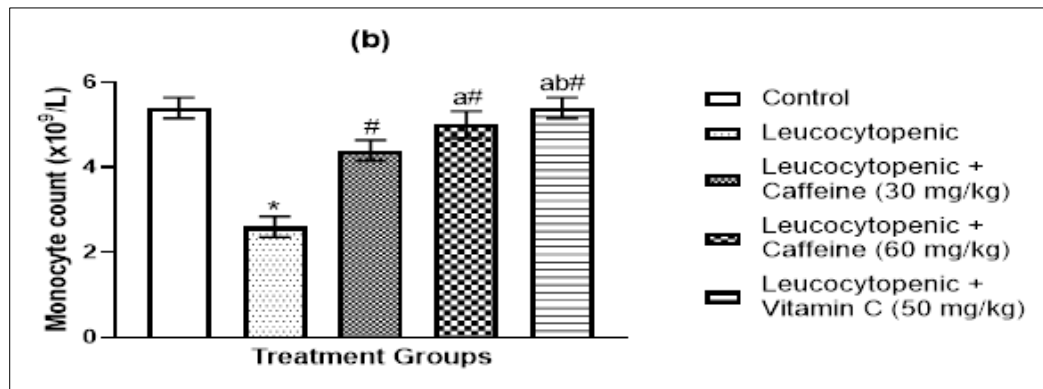 (b)
Monocyte count (x10⁹/L)
6
4
2
0
*
#
a#
ab#
Treatment Groups
Control
Leucocytopenic
Leucocytopenic +
Caffeine (30 mg/kg)
Leucocytopenic +
Caffeine (60 mg/kg)
Leucocytopenic +
Vitamin C (50 mg/kg)